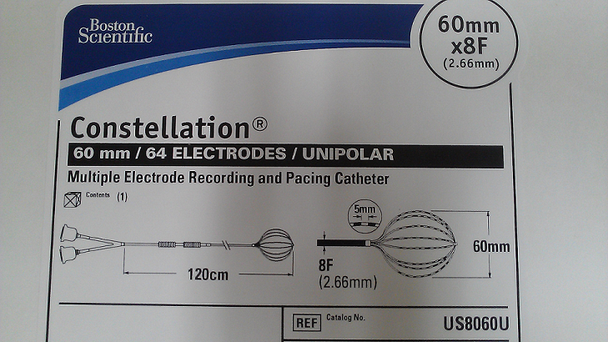 Boston
Scientific
60mm
x8F
(2.66mm)
Constellation®
60 mm / 64 ELECTRODES / UNIPOLAR
Multiple Electrode Recording and Pacing Catheter
Contents (1)
5mm
60mm
120cm
8F
(2.66mm)
REF Catalog No. US8060U